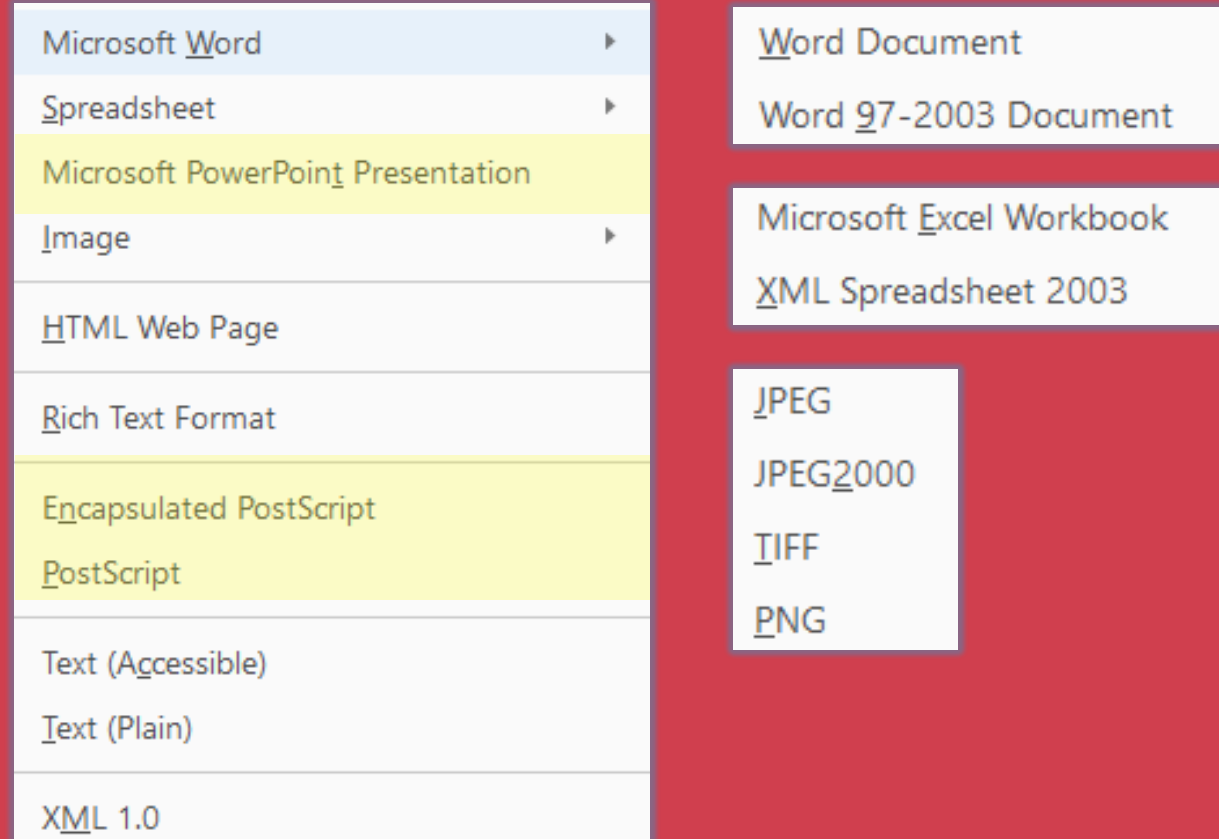 Microsoft Word
Spreadsheet
Microsoft PowerPoint Presentation
Image
HTML Web Page
Rich Text Format
Encapsulated PostScript
PostScript
Text (Accessible)
Text (Plain)
XML 1.0
Word Document
Word 97-2003 Document
Microsoft Excel Workbook
XML Spreadsheet 2003
JPEG
JPEG2000
TIFF
PNG